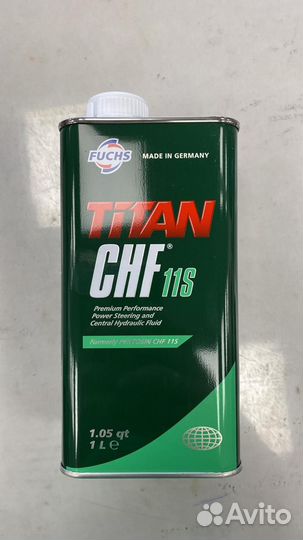 FUCHS
MADE IN GERMANY
TITAN
CHF® 11S
Premium Performance
Power Steering and
Central Hydraulic Fluid
Formerly PENTOSIN CHF 11S
1.05 qt
1 L e
Avito